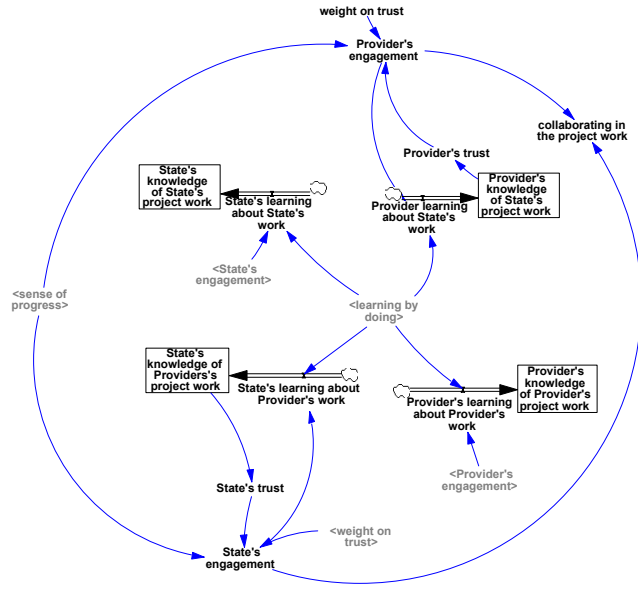 weight on trust
Provider's
engagement
collaborating in
the project work
Provider's trust
State's
knowledge
of State's
project work
State's learning
about State's
work
Provider learning
about State's
work
Provider's
knowledge
of State's
project work
<State's
engagement>
<sense of
progress>
<learning by
doing>
State's
knowledge of
Providers's
project work
State's learning about
Provider's work
Provider's learning
about Provider's
work
Provider's
knowledge
of Provider's
project work
State's trust
<Provider's
engagement>
<weight on
trust>
State's
engagement